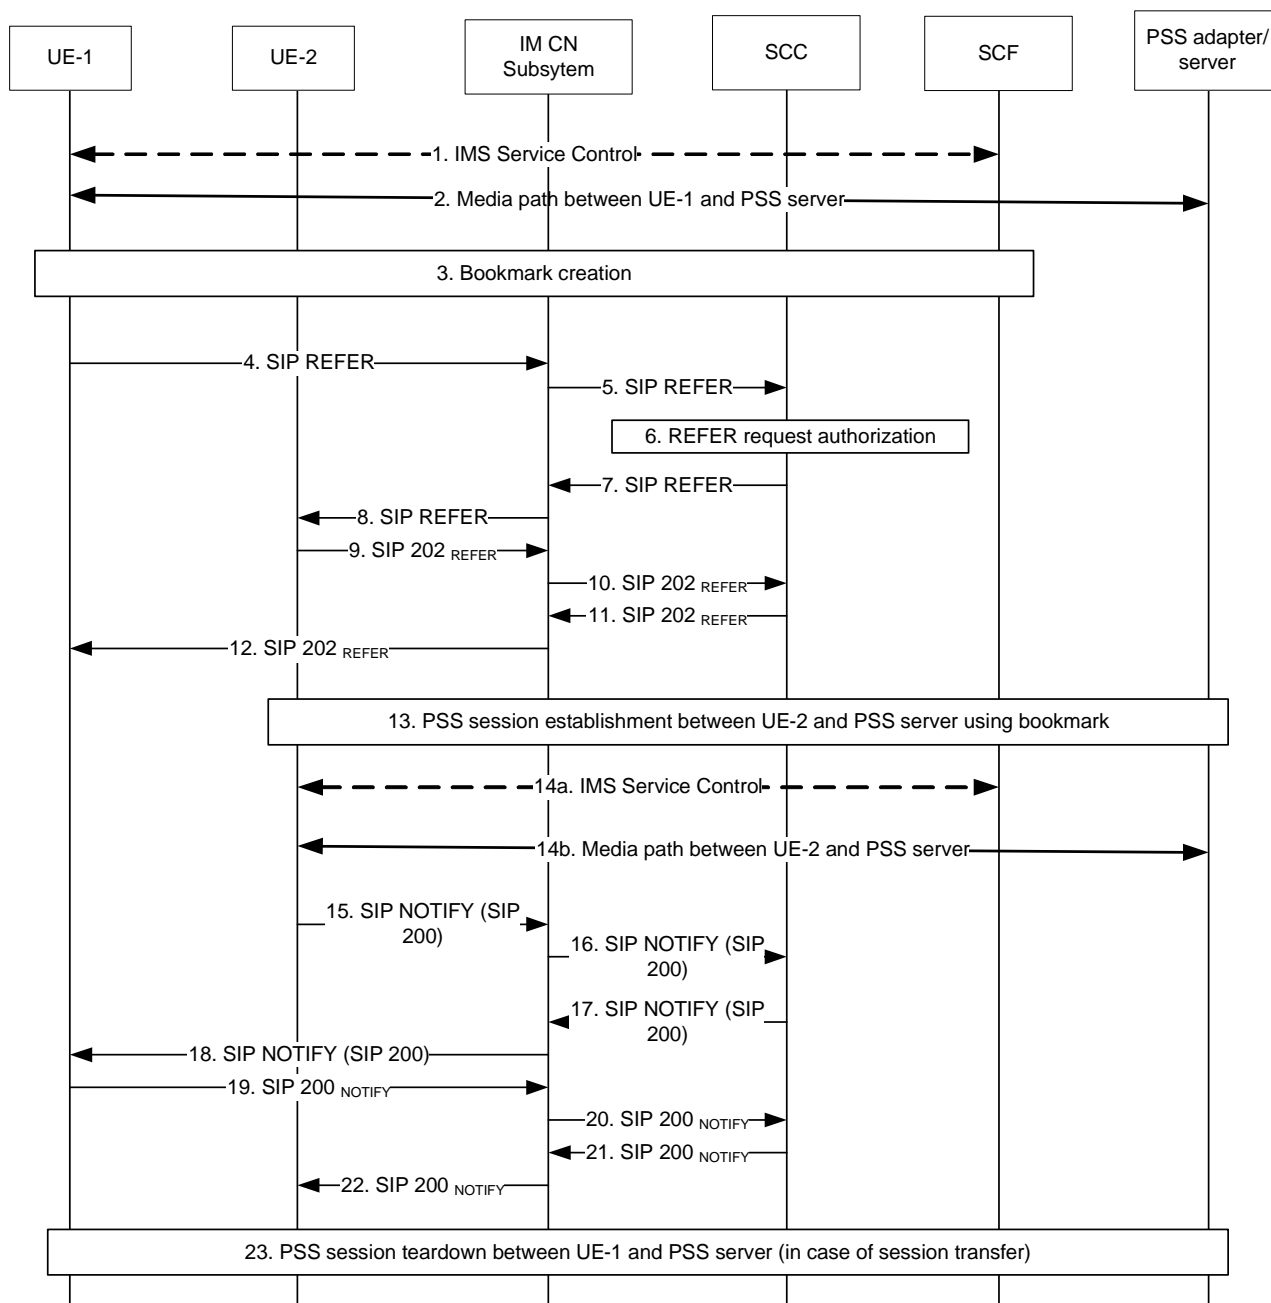 UE-1
UE-2
IM CN
Subsytem
SCC
SCF
PSS adapter/
server
1. IMS Service Control
2. Media path between UE-1 and PSS server
3. Bookmark creation
4. SIP REFER
5. SIP REFER
6. REFER request authorization
7. SIP REFER
8. SIP REFER
9. SIP 202 REFER
10. SIP 202 REFER
11. SIP 202 REFER
12. SIP 202 REFER
13. PSS session establishment between UE-2 and PSS server using bookmark
14a. IMS Service Control
14b. Media path between UE-2 and PSS server
15. SIP NOTIFY (SIP
200)
16. SIP NOTIFY (SIP
200)
17. SIP NOTIFY (SIP
200)
18. SIP NOTIFY (SIP 200)
19. SIP 200 NOTIFY
20. SIP 200 NOTIFY
21. SIP 200 NOTIFY
22. SIP 200 NOTIFY
23. PSS session teardown between UE-1 and PSS server (in case of session transfer)